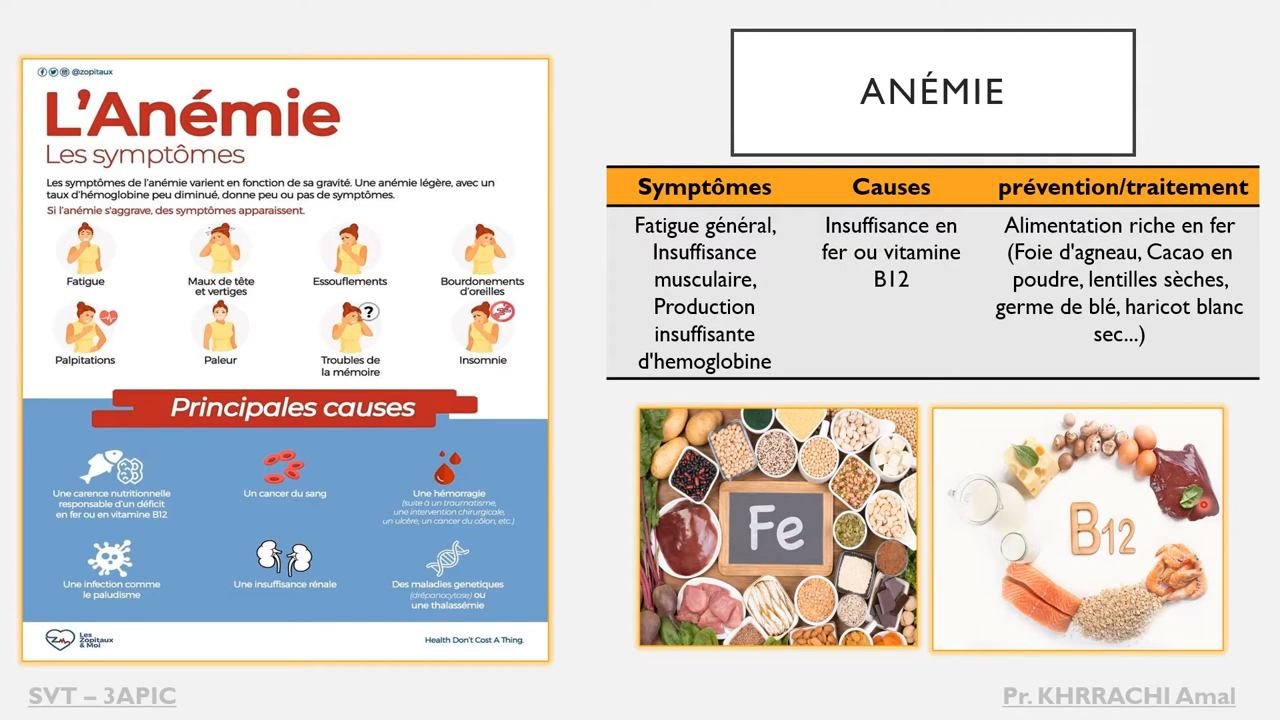 @zopitaux
L'Anémie
Les symptômes
Les symptômes de l'anémie varient en fonction de sa gravité. Une anémie légère, avec un
taux d'hémoglobine peu diminué, donne peu ou pas de symptômes.
Si l'anémie s'aggrave, des symptômes apparaissent.
Fatigue
Maux de tête
et vertiges
Essouflements
Bourdonements
d'oreilles
Palpitations
Paleur
?
Troubles de
la mémoire
Insomnie
Principales causes
Une carence nutritionnelle
responsable d'un déficit
en fer ou en vitamine B12
Un cancer du sang
Une hémorragie
(suite à un traumatisme,
une intervention chirurgicale,
un ulcère, un cancer du côlon, etc.)
Une infection comme
le paludisme
Une insuffisance rénale
Des maladies genetiques
(drépanocytose) ou
une thalassémie
Les
Zopitaux
& Moi
Health Don't Cost A Thing.
ANÉMIE
Symptômes Causes prévention/traitement
Fatigue général,
Insuffisance
musculaire,
Production
insuffisante
d'hemoglobine
Insuffisance en
fer ou vitamine
B12
Alimentation riche en fer
(Foie d'agneau, Cacao en
poudre, lentilles sèches,
germe de blé, haricot blanc
sec...)
Fe
B12
SVT – 3APIC
Pr. KHRRACHI Amal